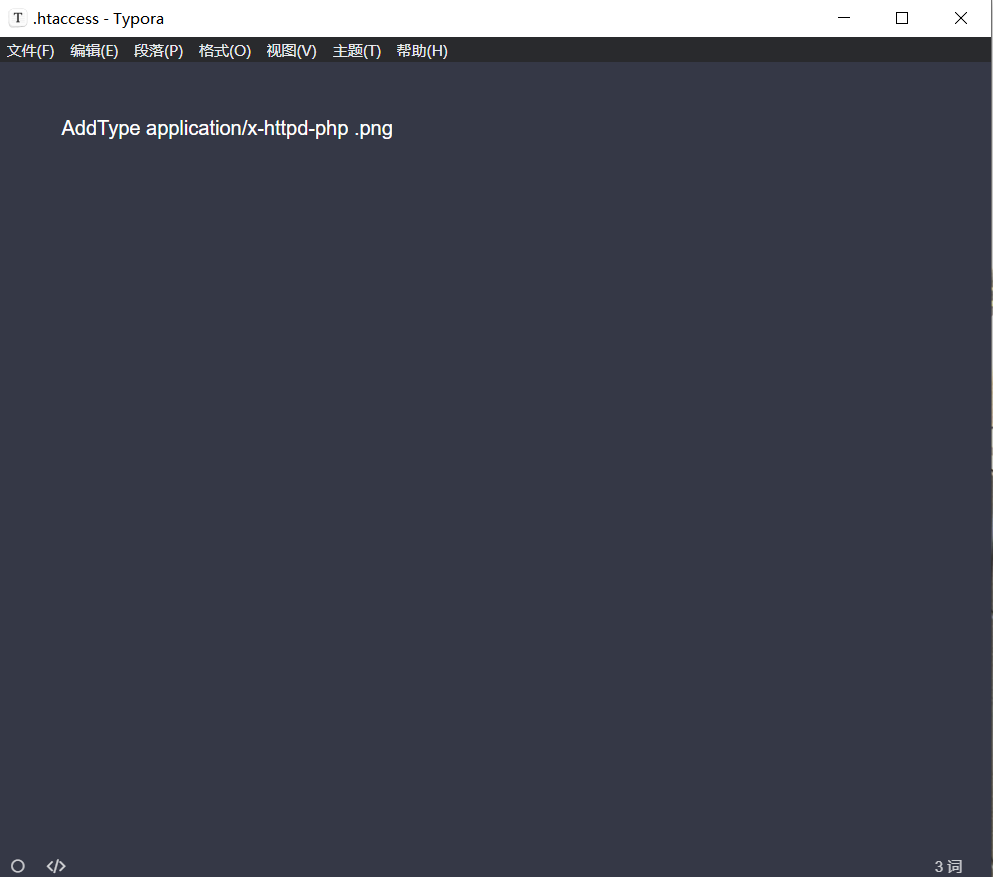 .htaccess - Typora
文件(F) 编辑(E) 段落(P) 格式(O) 视图(V) 主题(T) 帮助(H)
AddType application/x-httpd-php .png
3 词